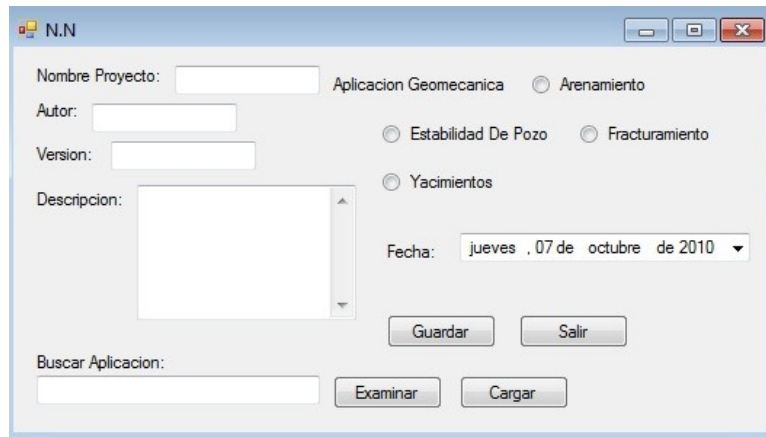 N.N
Nombre Proyecto:
Aplicacion Geomecanica
Arenamiento
Autor:
Estabilidad De Pozo
Fracturamiento
Version:
Yacimientos
Descripcion:
Fecha:
jueves , 07 de octubre de 2010
Guardar
Salir
Buscar Aplicacion:
Examinar
Cargar